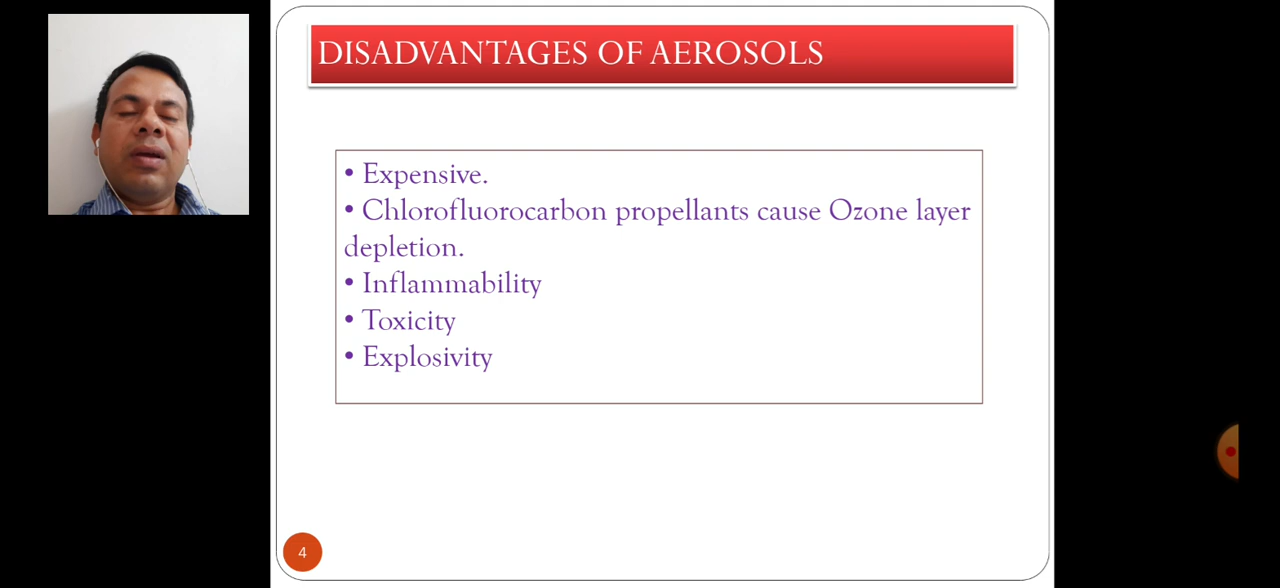 DISADVANTAGES OF AEROSOLS
• Expensive.
• Chlorofluorocarbon propellants cause Ozone layer
depletion.
• Inflammability
• Toxicity
• Explosivity
4